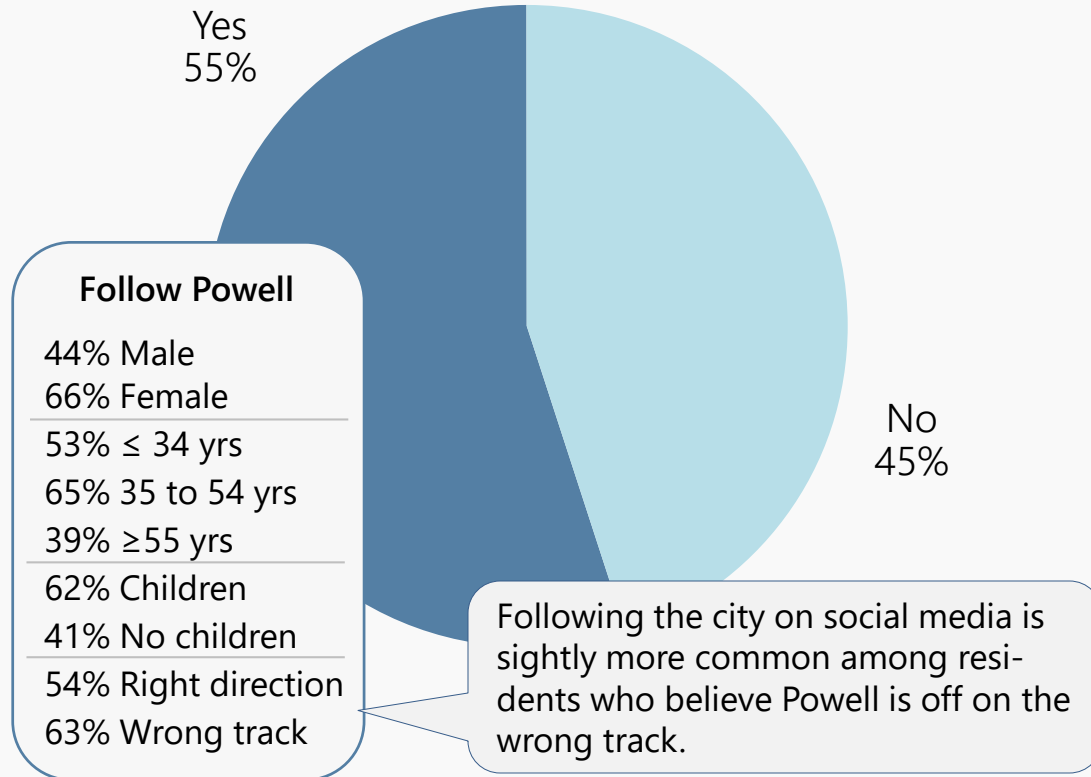 Yes
55%
No
45%
Follow Powell
44% Male
66% Female
53% ≤ 34 yrs
65% 35 to 54 yrs
39% ≥55 yrs
62% Children
41% No children
54% Right direction
63% Wrong track
Following the city on social media is
sightly more common among resi-
dents who believe Powell is off on the
wrong track.